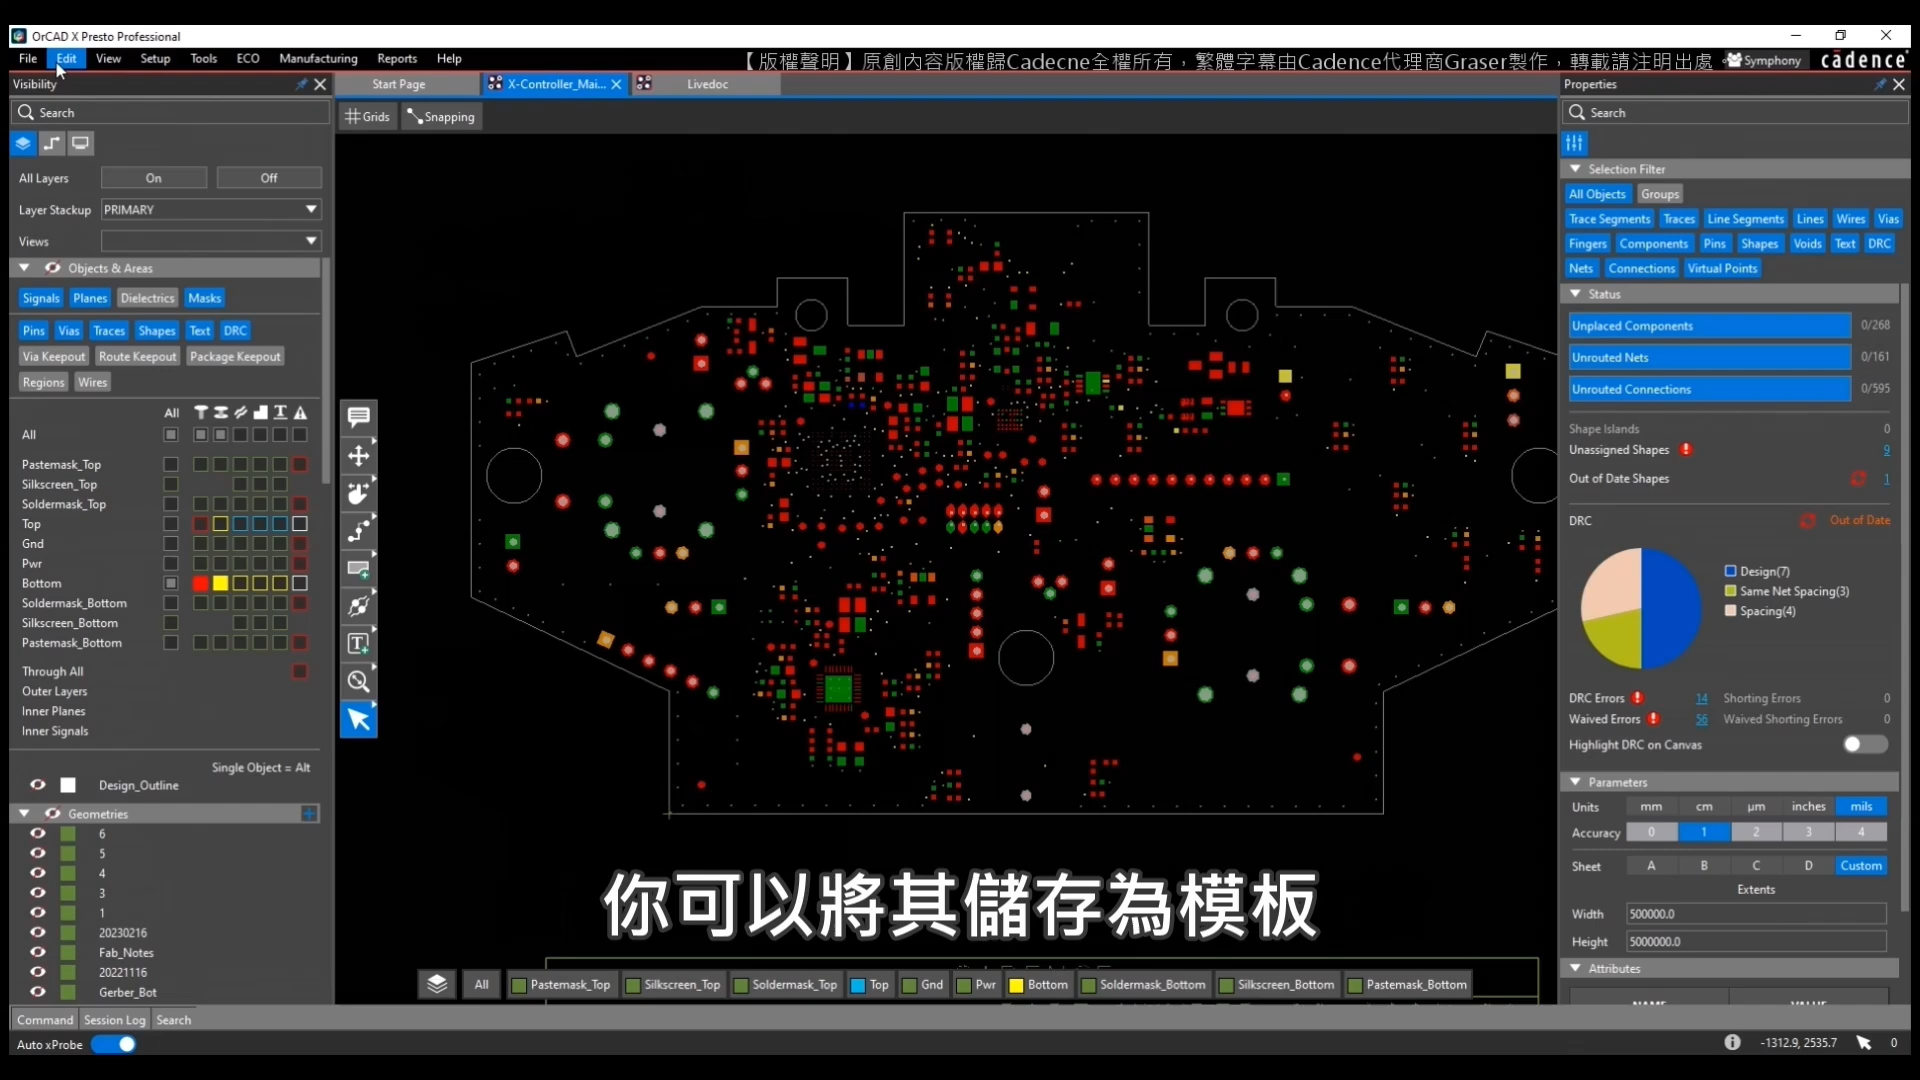 OrCAD X Presto Professional
File Edit View Setup Tools ECO Manufacturing Reports Help
【版權聲明】原創內容版權歸Cadecne全權所有，繁體字幕由Cadence代理商Graser製作，轉載請注明出處
Symphony
cādence
Visibility
Start Page
X-Controller_Mai...
Livedoc
Properties
Search
Grids
Snapping
Search
All Layers On Off
Layer Stackup PRIMARY
Views
Objects & Areas
Signals Planes Dielectrics Masks
Pins Vias Traces Shapes Text DRC
Via Keepout Route Keepout Package Keepout
Regions Wires
All
All
Pastemask_Top
Silkscreen_Top
Soldermask_Top
Top
Gnd
Pwr
Bottom
Soldermask_Bottom
Silkscreen_Bottom
Pastemask_Bottom
Through All
Outer Layers
Inner Planes
Inner Signals
Single Object = Alt
Design_Outline
Geometries
6
5
4
3
1
20230216
Fab_Notes
20221116
Gerber_Bot
Selection Filter
All Objects Groups
Trace Segments Traces Line Segments Lines Wires Vias
Fingers Components Pins Shapes Voids Text DRC
Nets Connections Virtual Points
Status
Unplaced Components 0/268
Unrouted Nets 0/161
Unrouted Connections 0/595
Shape Islands 0
Unassigned Shapes 9
Out of Date Shapes 1
DRC Out of Date
Design(7)
Same Net Spacing(3)
Spacing(4)
DRC Errors 14 Shorting Errors 0
Waived Errors 56 Waived Shorting Errors 0
Highlight DRC on Canvas
Parameters
Units mm cm µm inches mils
Accuracy 0 1 2 3 4
Sheet A B C D Custom
Extents
Width 500000.0
Height 5000000.0
Attributes
你可以將其儲存為模板
All Pastemask_Top Silkscreen_Top Soldermask_Top Top Gnd Pwr Bottom Soldermask_Bottom Silkscreen_Bottom Pastemask_Bottom
Command Session Log Search
Auto xProbe
-1312.9, 2535.7 0